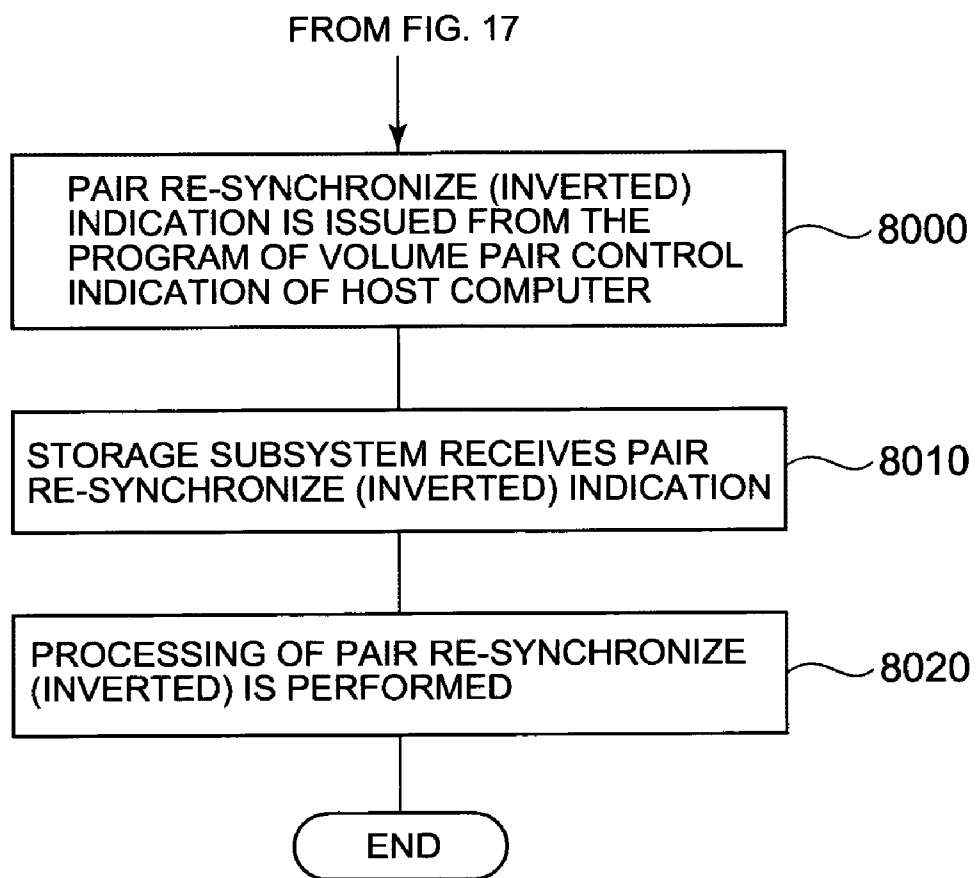 FROM FIG. 17
PAIR RE-SYNCHRONIZE (INVERTED)
INDICATION IS ISSUED FROM THE
PROGRAM OF VOLUME PAIR CONTROL
INDICATION OF HOST COMPUTER
8000
STORAGE SUBSYSTEM RECEIVES PAIR
RE-SYNCHRONIZE (INVERTED) INDICATION
8010
PROCESSING OF PAIR RE-SYNCHRONIZE
(INVERTED) IS PERFORMED
8020
END